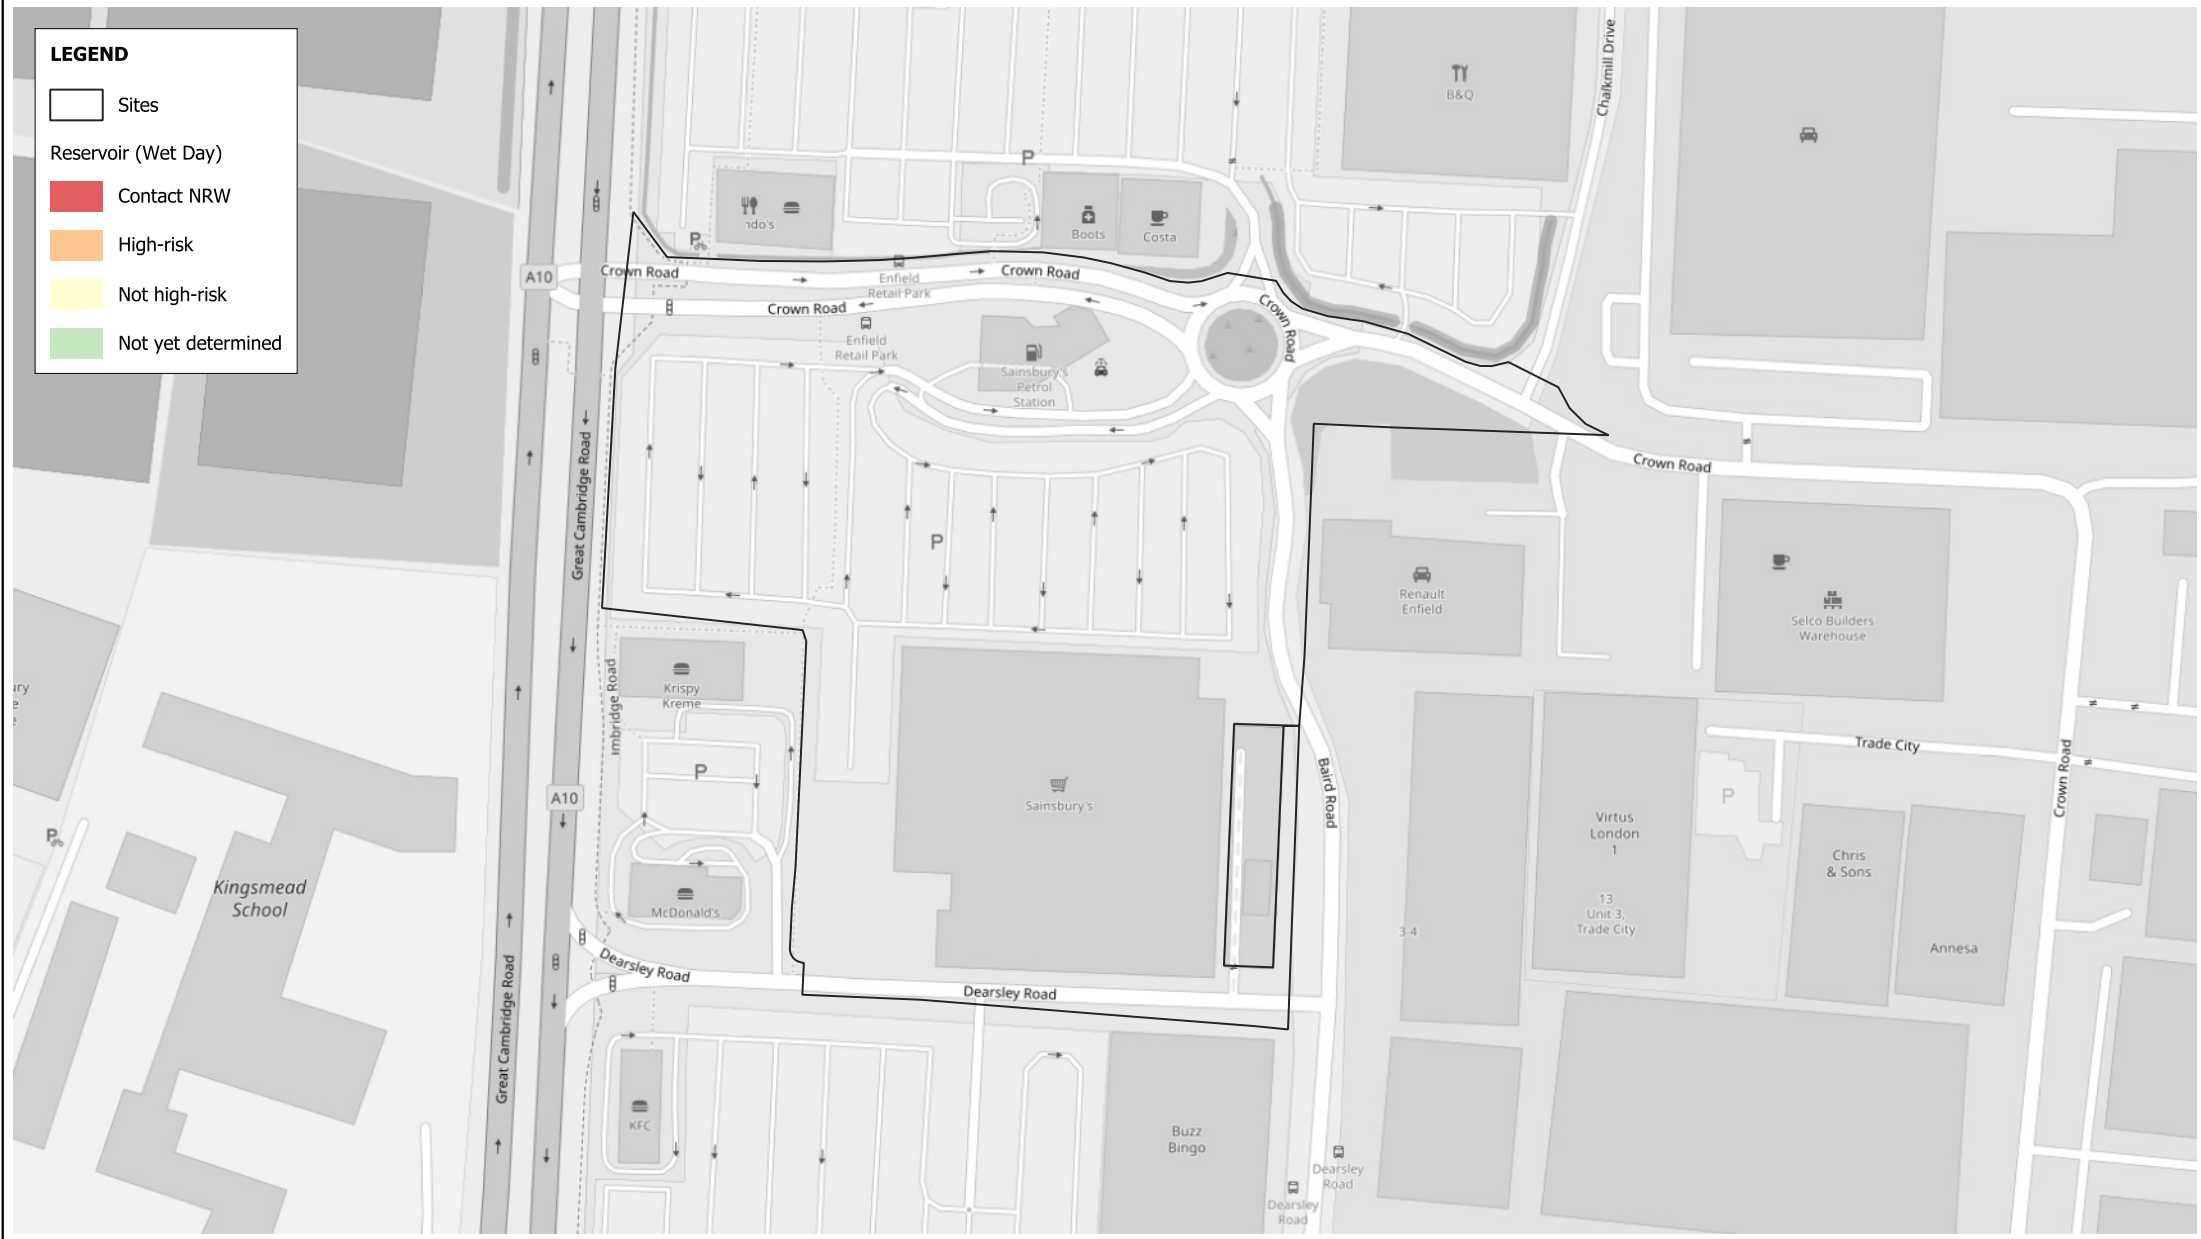 LEGEND
Sites
Reservoir (Wet Day)
Contact NRW
High-risk
Not high-risk
Not yet determined
Chalkmill Drive
B&Q
P
P
Boots
Costa
A10
Crown Road
Crown Road
Enfield
Retail Park
Crown Road
Crown Road
Enfield
Retail Park
Sainsbury's
Petrol
Station
Great Cambridge Road
Crown Road
P
Renault
Enfield
Selco Builders
Warehouse
Krispy
Kreme
Trade City
P
Sainsbury's
Baird Road
P
Crown Road
A10
Virtus
London
1
Chris
& Sons
P
Kingsmead
School
McDonald's
13
Unit 3,
Trade City
3-4
Annesa
Dearsley Road
Dearsley Road
Great Cambridge Road
KFC
Buzz
Bingo
Dearsley
Road
Dearsley
Road